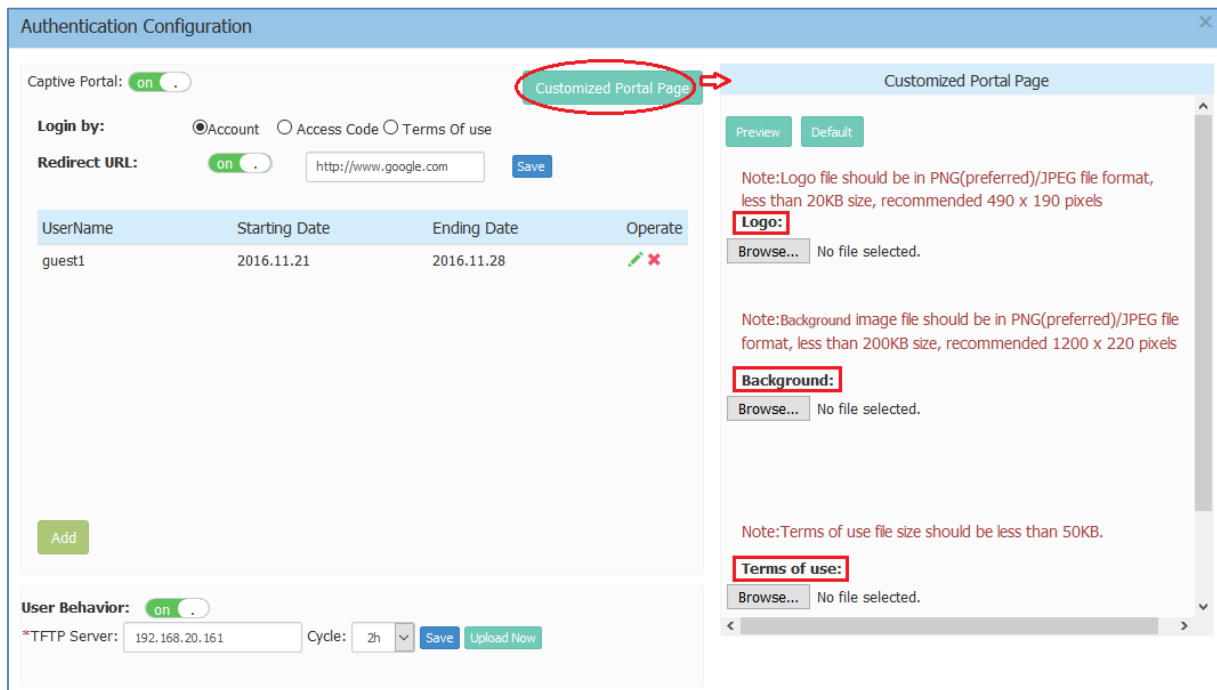 Authentication Configuration
Captive Portal: on .
Customized Portal Page
Login by: Account Access Code Terms Of use
Redirect URL: on . http://www.google.com Save
UserName Starting Date Ending Date Operate
guest1 2016.11.21 2016.11.28
Add
User Behavior: on .
*TFTP Server: 192.168.20.161 Cycle: 2h Save Upload Now
Customized Portal Page
Preview Default
Note:Logo file should be in PNG(preferred)/JPEG file format,
less than 20KB size, recommended 490 x 190 pixels
Logo:
Browse... No file selected.
Note:Background image file should be in PNG(preferred)/JPEG file
format, less than 200KB size, recommended 1200 x 220 pixels
Background:
Browse... No file selected.
Note:Terms of use file size should be less than 50KB.
Terms of use:
Browse... No file selected.